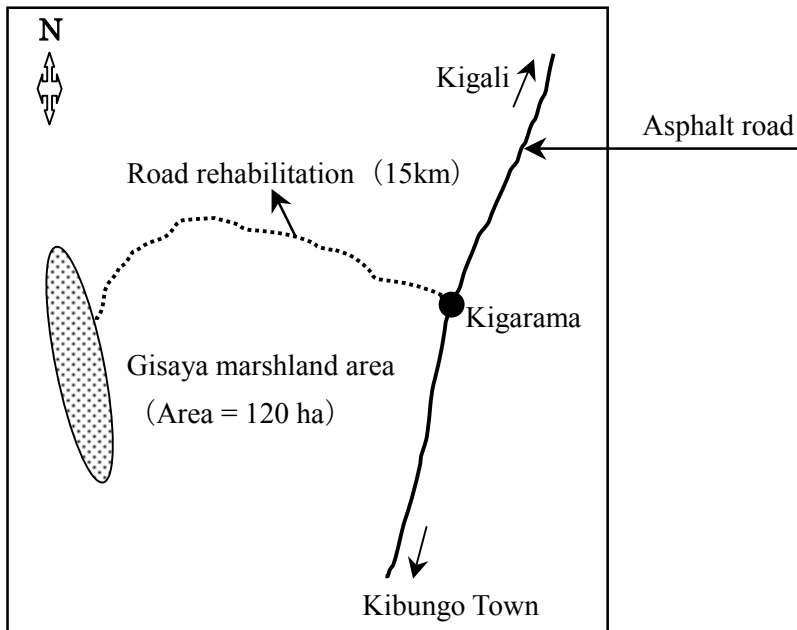 N
Kigali
Asphalt road
Road rehabilitation（15km）
Kigarama
Gisaya marshland area
（Area = 120 ha）
Kibungo Town